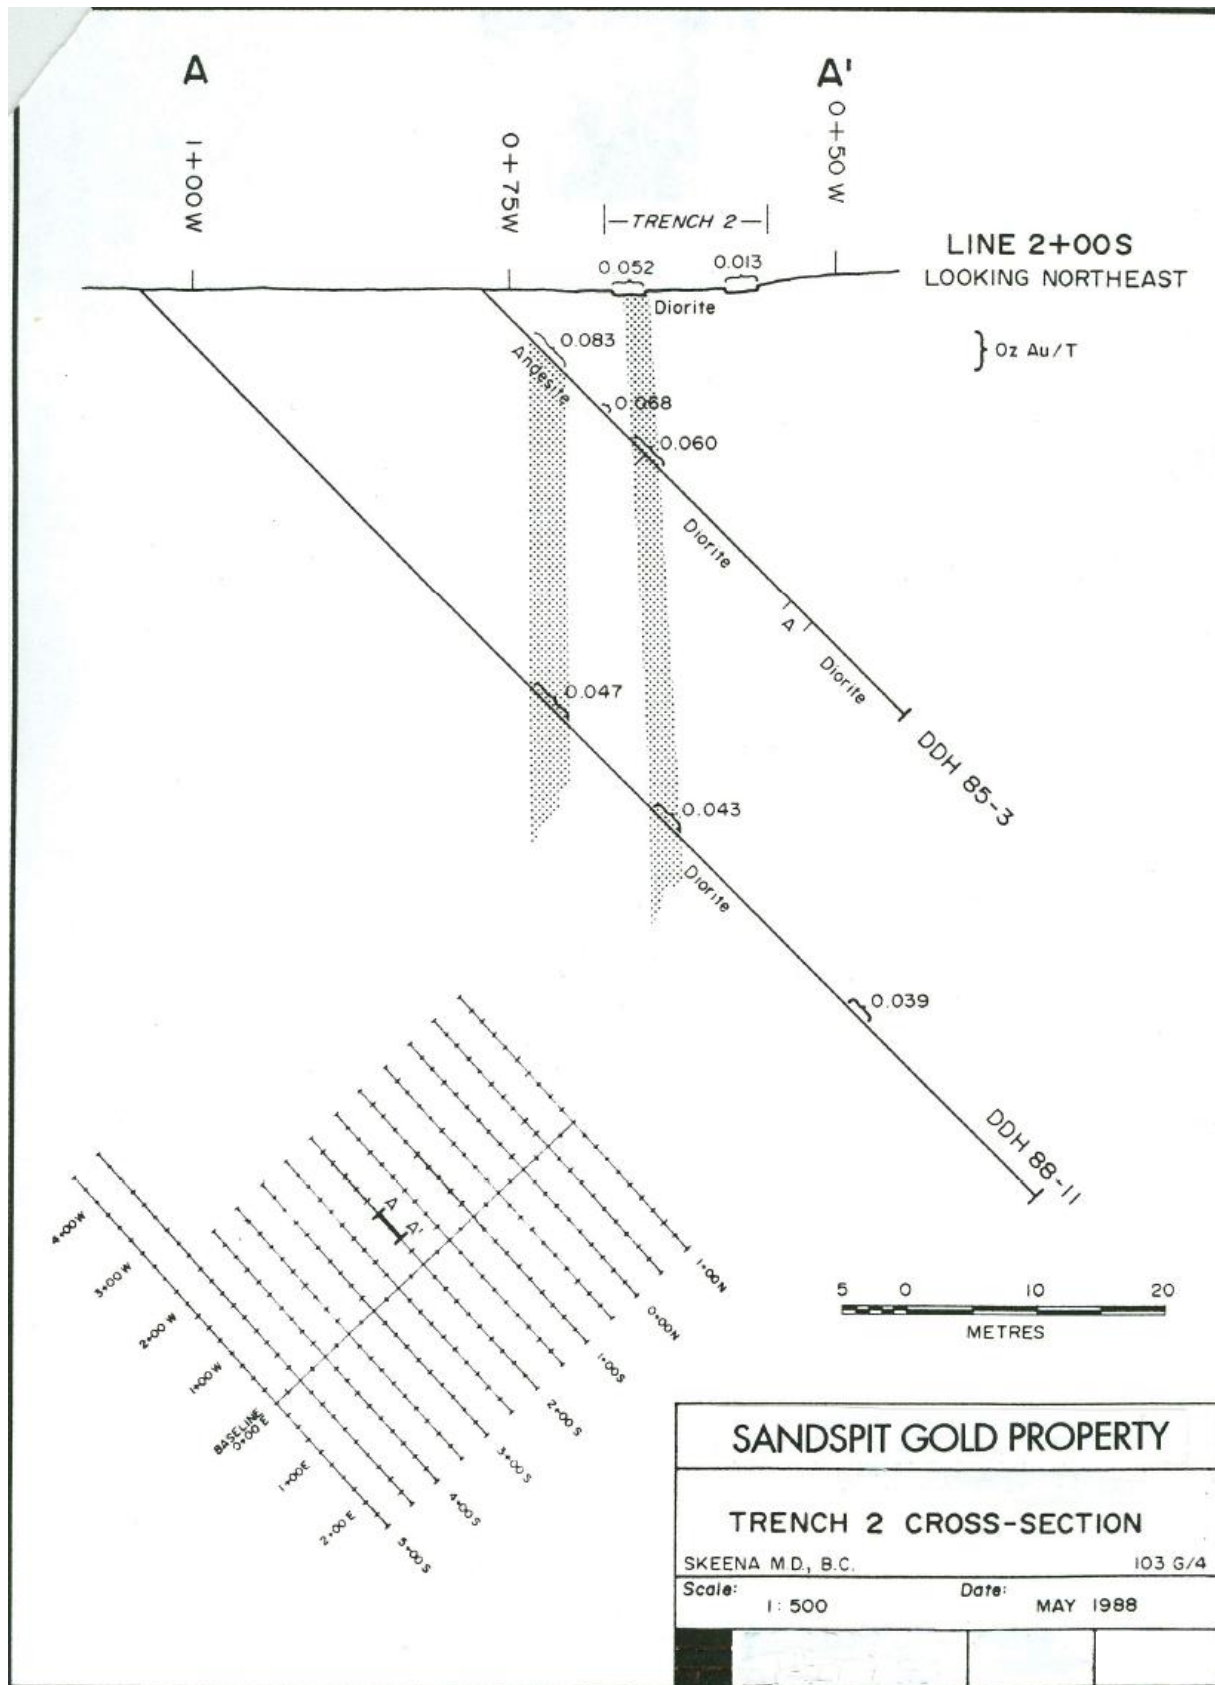 A
A'
1+00W
0+75W
0+50W
TRENCH 2
LINE 2+00S
LOOKING NORTHEAST
0.052
0.013
Diorite
} Oz Au/T
0.083
Andesite
0.068
0.060
Diorite
A
Diorite
DDH 85-3
0.047
0.043
Diorite
0.039
DDH 88-11
A
A'
4+00W
3+00W
2+00W
1+00W
BASELINE
0+00E
1+00E
2+00E
1+00N
0+00N
1+00S
2+00S
3+00S
4+00S
5+00S
5 0 10 20
METRES
SANDSPIT GOLD PROPERTY
TRENCH 2 CROSS-SECTION
SKEENA M.D., B.C. 103 G/4
Scale: 1:500 Date: MAY 1988